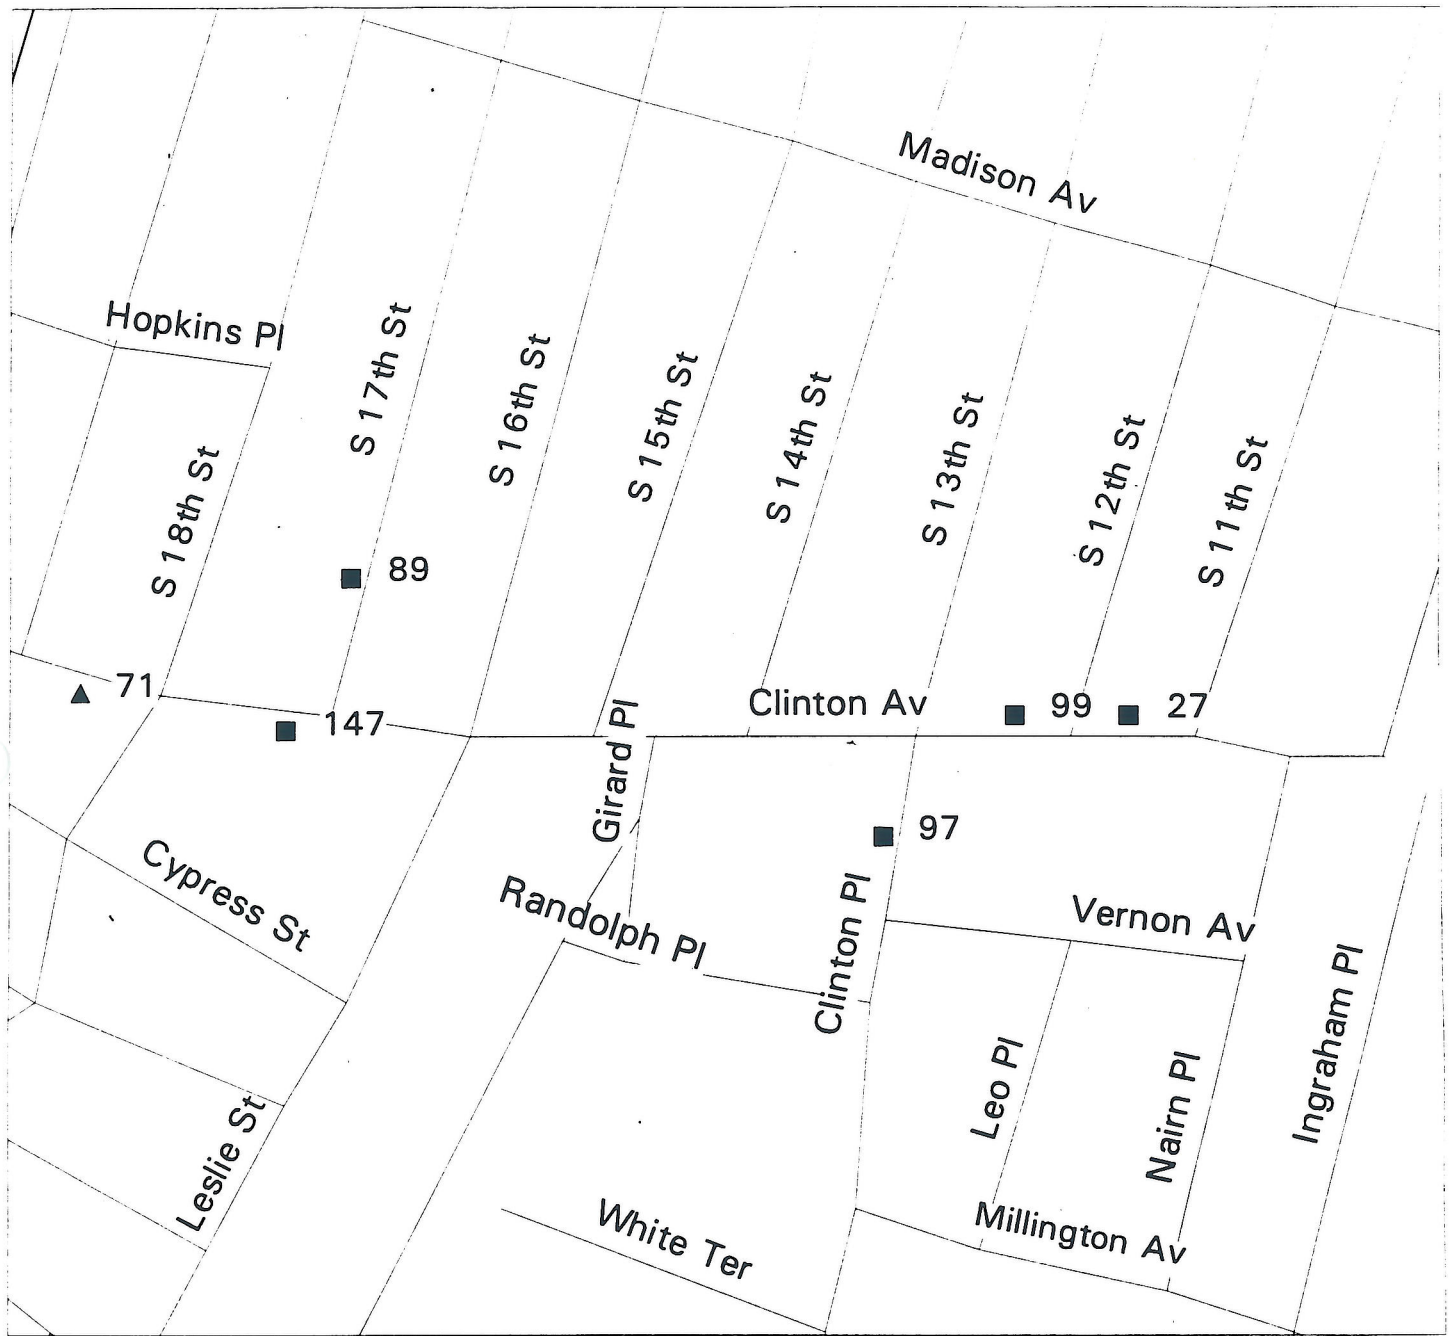 Madison Av
Hopkins Pl
S 17th St
S 16th St
S 15th St
S 14th St
S 13th St
S 12th St
S 11th St
S 18th St
89
71
147
Clinton Av
99
27
Girard Pl
97
Cypress St
Randolph Pl
Clinton Pl
Vernon Av
Ingraham Pl
Leo Pl
Nairn Pl
Leslie St
White Ter
Millington Av